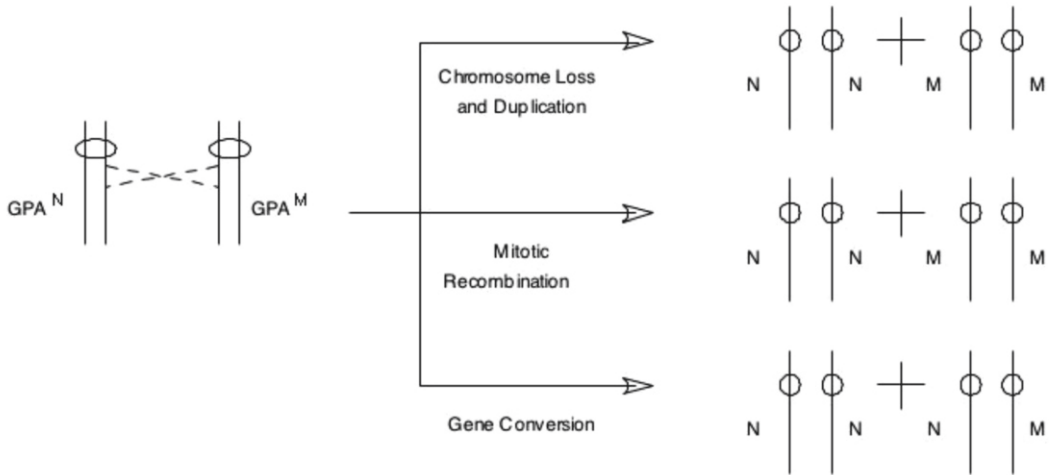 GPA N
GPA M
Chromosome Loss
and Duplication
N N M M
Mitotic
Recombination
N N M M
Gene Conversion
N N N M